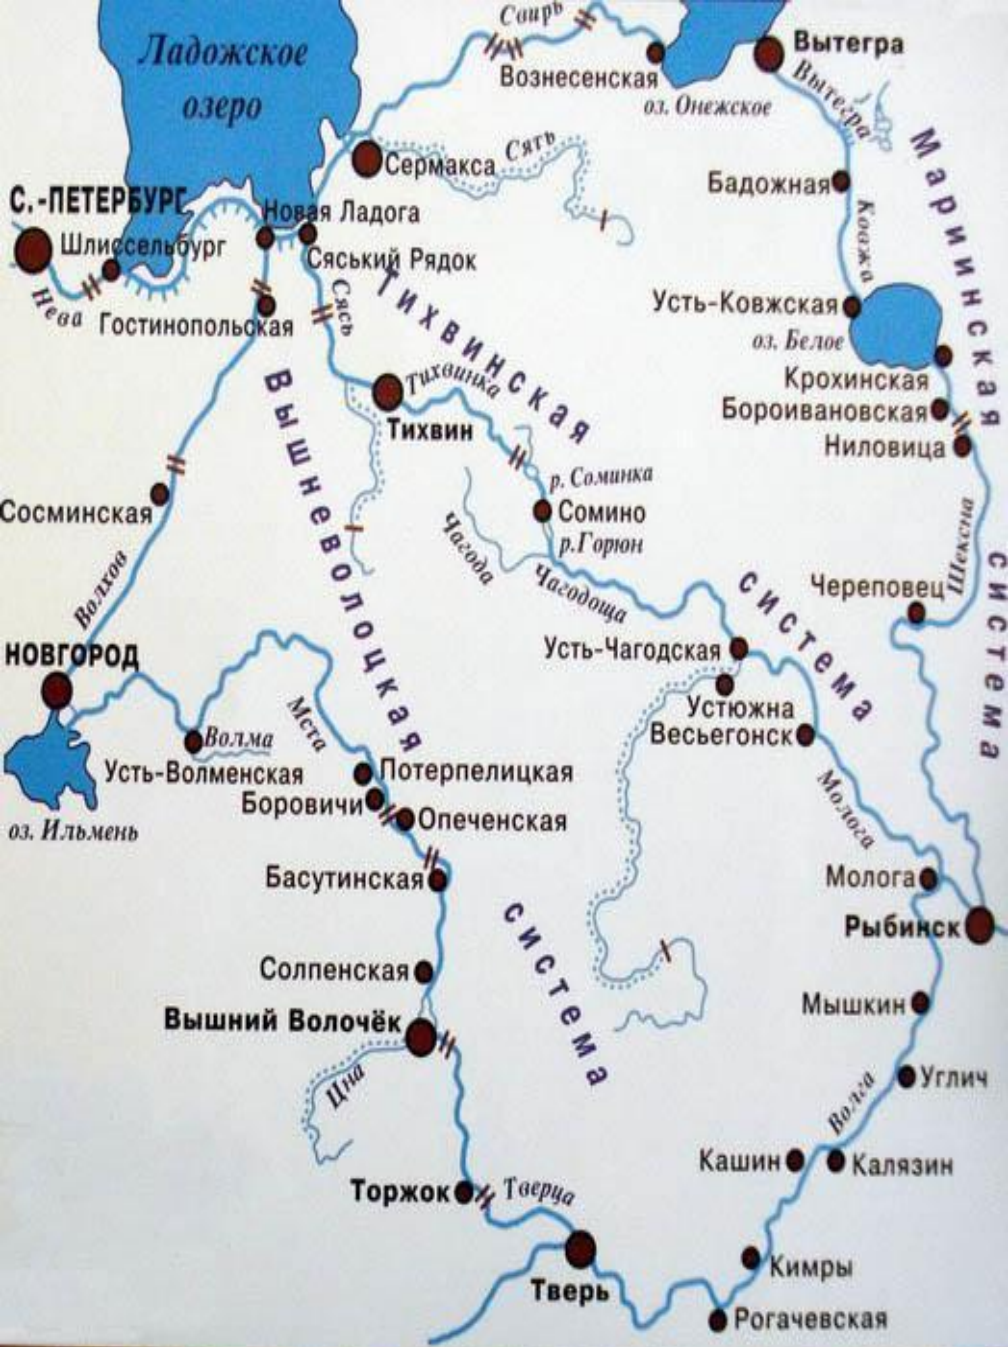 Свирь
Ладожское
озеро
Вознесенская
оз. Онежское
Вытегра
Вытегра
Сермакса
Сять
Бадожная
Ковжа
Мариинская
система
С.-ПЕТЕРБУРГ
Шлиссельбург
Нева
Новая Ладога
Сяський Рядок
Гостинопольская
Сясь
Тихвинская
система
Усть-Ковжская
оз. Белое
Крохинская
Бороивановская
Ниловица
Тихвинка
Тихвин
Вышневолоцкая
система
р. Соминка
Сомино
р.Горюн
Чагода
Чагодоща
Сосминская
Волхов
Шексна
Череповец
НОВГОРОД
оз. Ильмень
Волма
Усть-Волменская
Мста
Усть-Чагодская
Устюжна
Весьегонск
Молога
Потерпелицкая
Боровичи
Опеченская
Басутинская
Молога
Рыбинск
Солпенская
Вышний Волочёк
Цна
Мышкин
Углич
Волга
Кашин
Калязин
Торжок
Тверца
Тверь
Кимры
Рогачевская